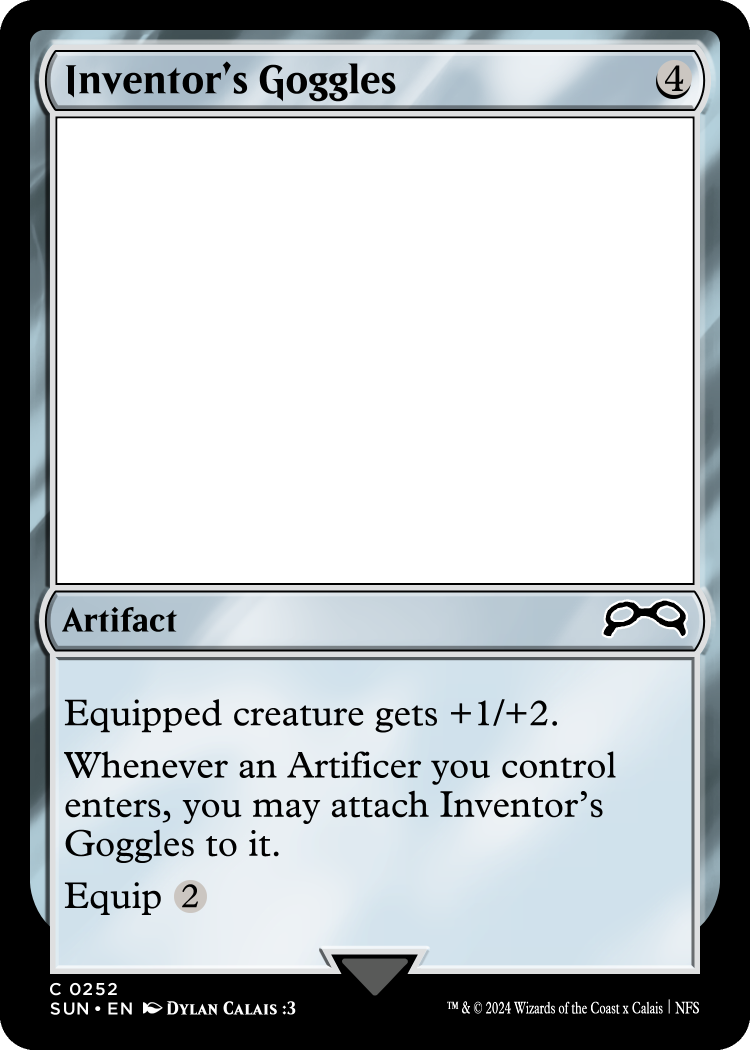 Inventor's Goggles 4
Artifact
Equipped creature gets +1/+2.
Whenever an Artificer you control
enters, you may attach Inventor's
Goggles to it.
Equip 2
C 0252
SUN • EN Dylan Calais :3
™ & © 2024 Wizards of the Coast x Calais | NFS